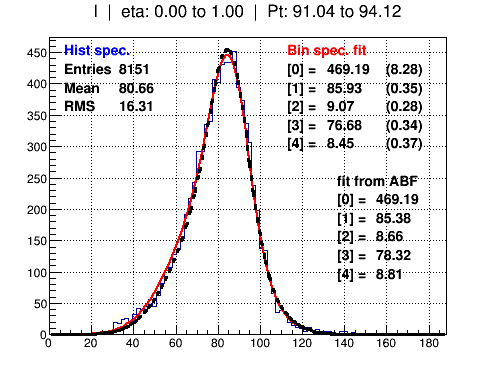 l | eta: 0.00 to 1.00 | Pt: 91.04 to 94.12
Hist spec.
Entries 8151
Mean 80.66
RMS 16.31
Bin spec. fit
[0] = 469.19 (8.28)
[1] = 85.93 (0.35)
[2] = 9.07 (0.28)
[3] = 76.68 (0.34)
[4] = 8.45 (0.37)
fit from ABF
[0] = 469.19
[1] = 85.38
[2] = 8.66
[3] = 78.32
[4] = 8.81
450
400
350
300
250
200
150
100
50
0
0 20 40 60 80 100 120 140 160 180